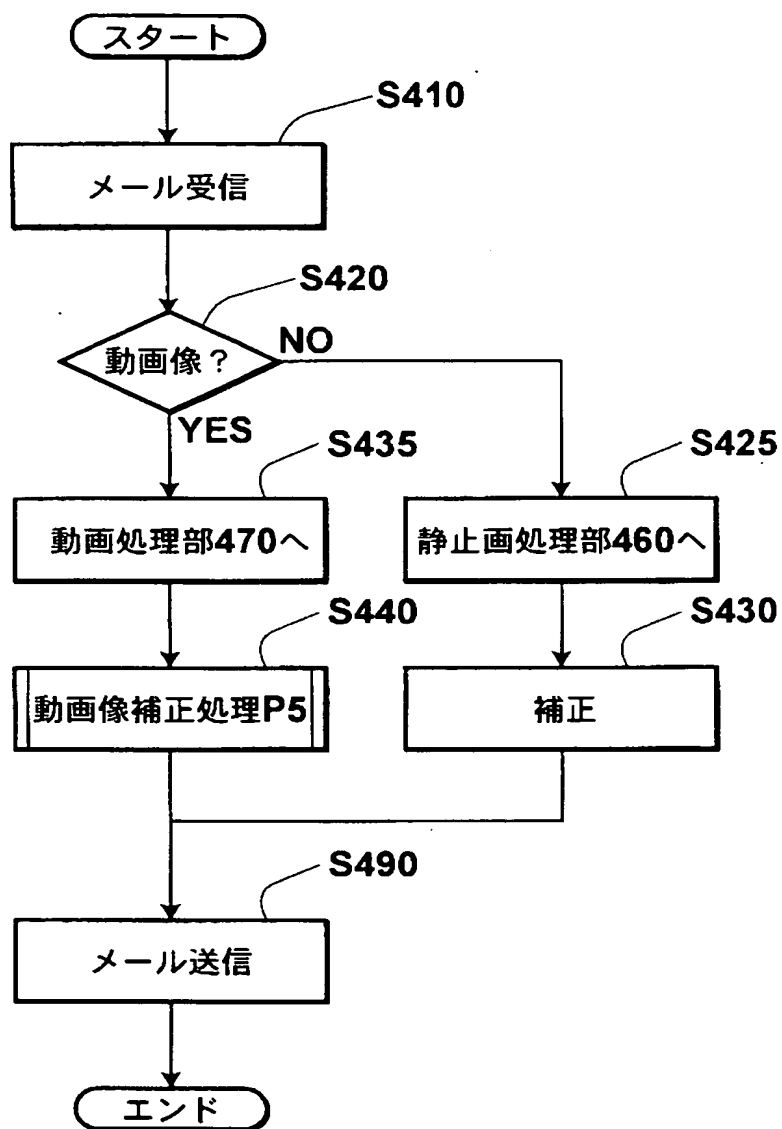 スタート
S410
メール受信
S420
動画像?
NO
YES
S435
動画処理部470へ
S425
静止画処理部460へ
S440
動画像補正処理P5
S430
補正
S490
メール送信
エンド